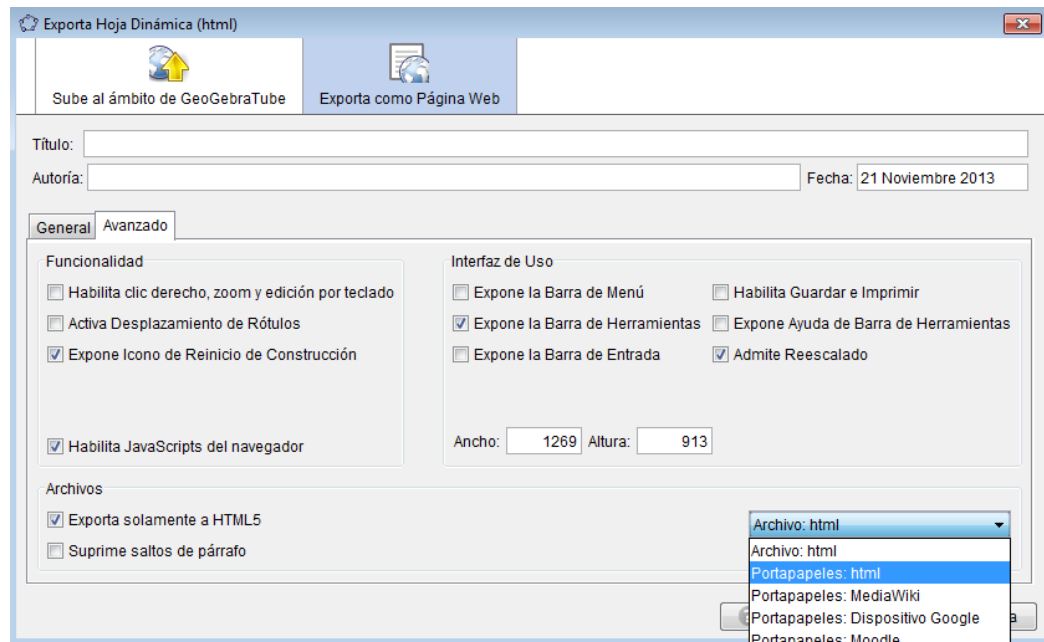 Exporta Hoja Dinámica (html)
Sube al ámbito de GeoGebraTube
Exporta como Página Web
Título:
Autoría:
Fecha: 21 Noviembre 2013
General
Avanzado
Funcionalidad
Habilita clic derecho, zoom y edición por teclado
Activa Desplazamiento de Rótulos
Expone Icono de Reinicio de Construcción
Habilita JavaScripts del navegador
Interfaz de Uso
Expone la Barra de Menú
Habilita Guardar e Imprimir
Expone la Barra de Herramientas
Expone Ayuda de Barra de Herramientas
Expone la Barra de Entrada
Admite Reescalado
Ancho: 1269 Altura: 913
Archivos
Exporta solamente a HTML5
Suprime saltos de párrafo
Archivo: html
Archivo: html
Portapapeles: html
Portapapeles: MediaWiki
Portapapeles: Dispositivo Google
Portapapeles: Moodle